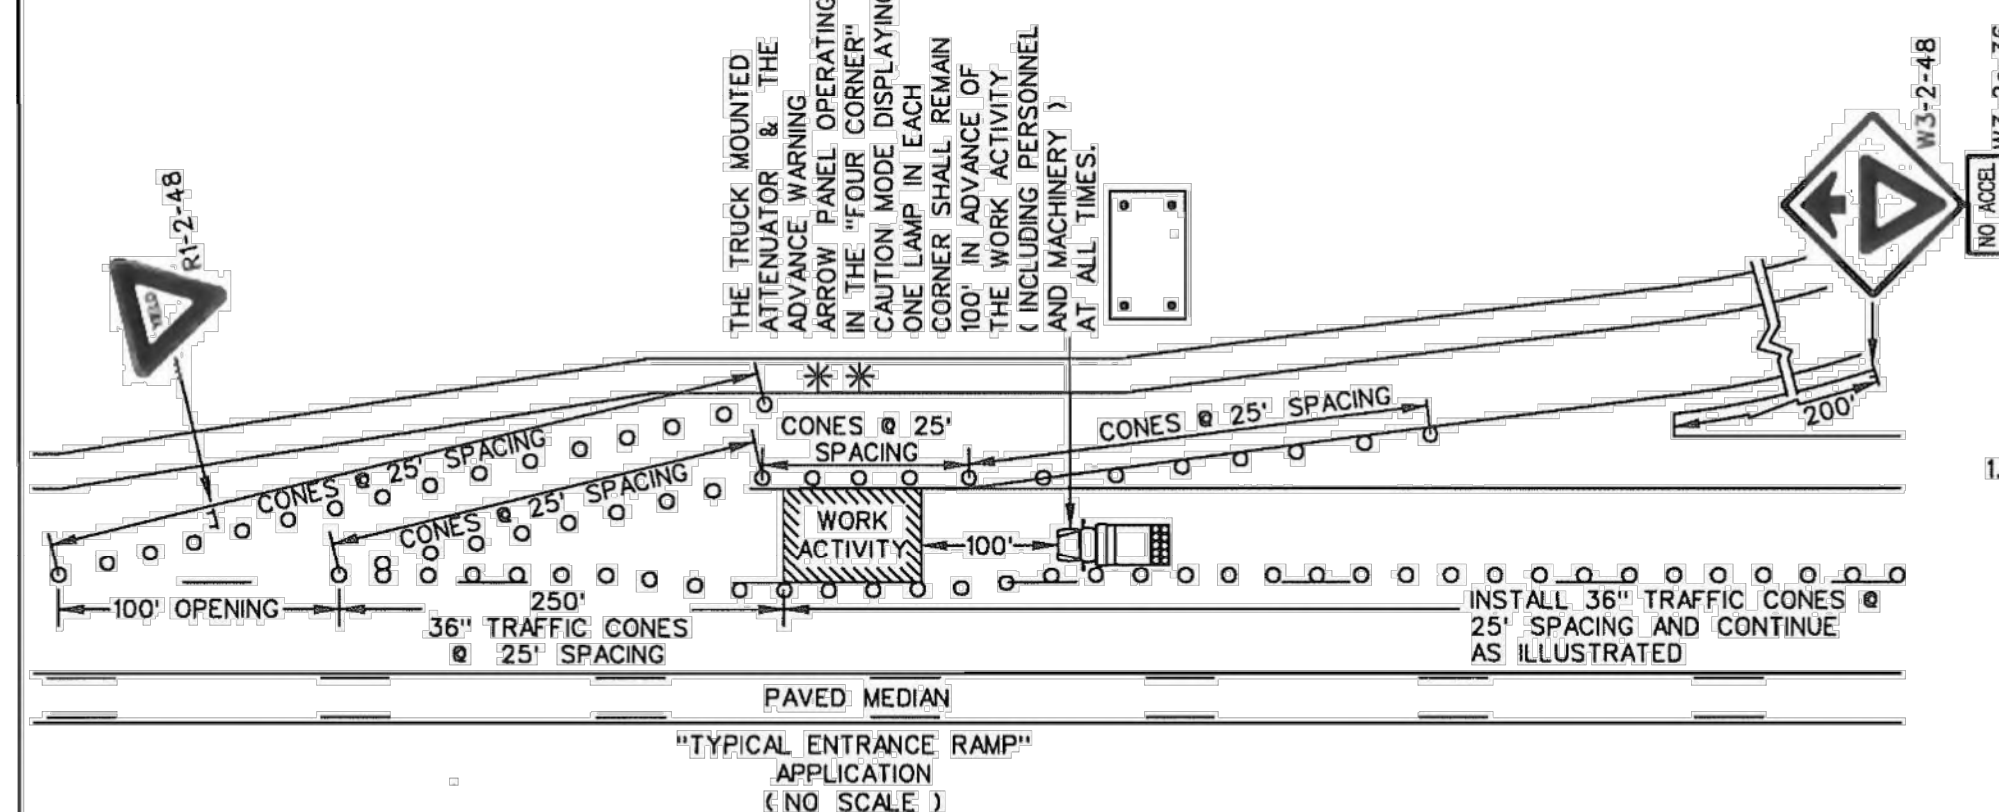 R1-2-48
YIELD
THE TRUCK MOUNTED
ATTENUATOR & THE
ADVANCE WARNING
ARROW PANEL OPERATING
IN THE "FOUR CORNER"
CAUTION MODE DISPLAYING
ONE LAMP IN EACH
CORNER SHALL REMAIN
100' IN ADVANCE OF
THE WORK ACTIVITY
( INCLUDING PERSONNEL
AND MACHINERY )
AT ALL TIMES.
W3-2-48
NO ACCEL
CONES @ 25' SPACING
CONES @ 25' SPACING
CONES @ 25'
SPACING
CONES @ 25' SPACING
200'
1.
WORK
ACTIVITY
100'
100' OPENING
250'
36" TRAFFIC CONES
@ 25' SPACING
INSTALL 36" TRAFFIC CONES @
25' SPACING AND CONTINUE
AS ILLUSTRATED
PAVED MEDIAN
"TYPICAL ENTRANCE RAMP"
APPLICATION
( NO SCALE )